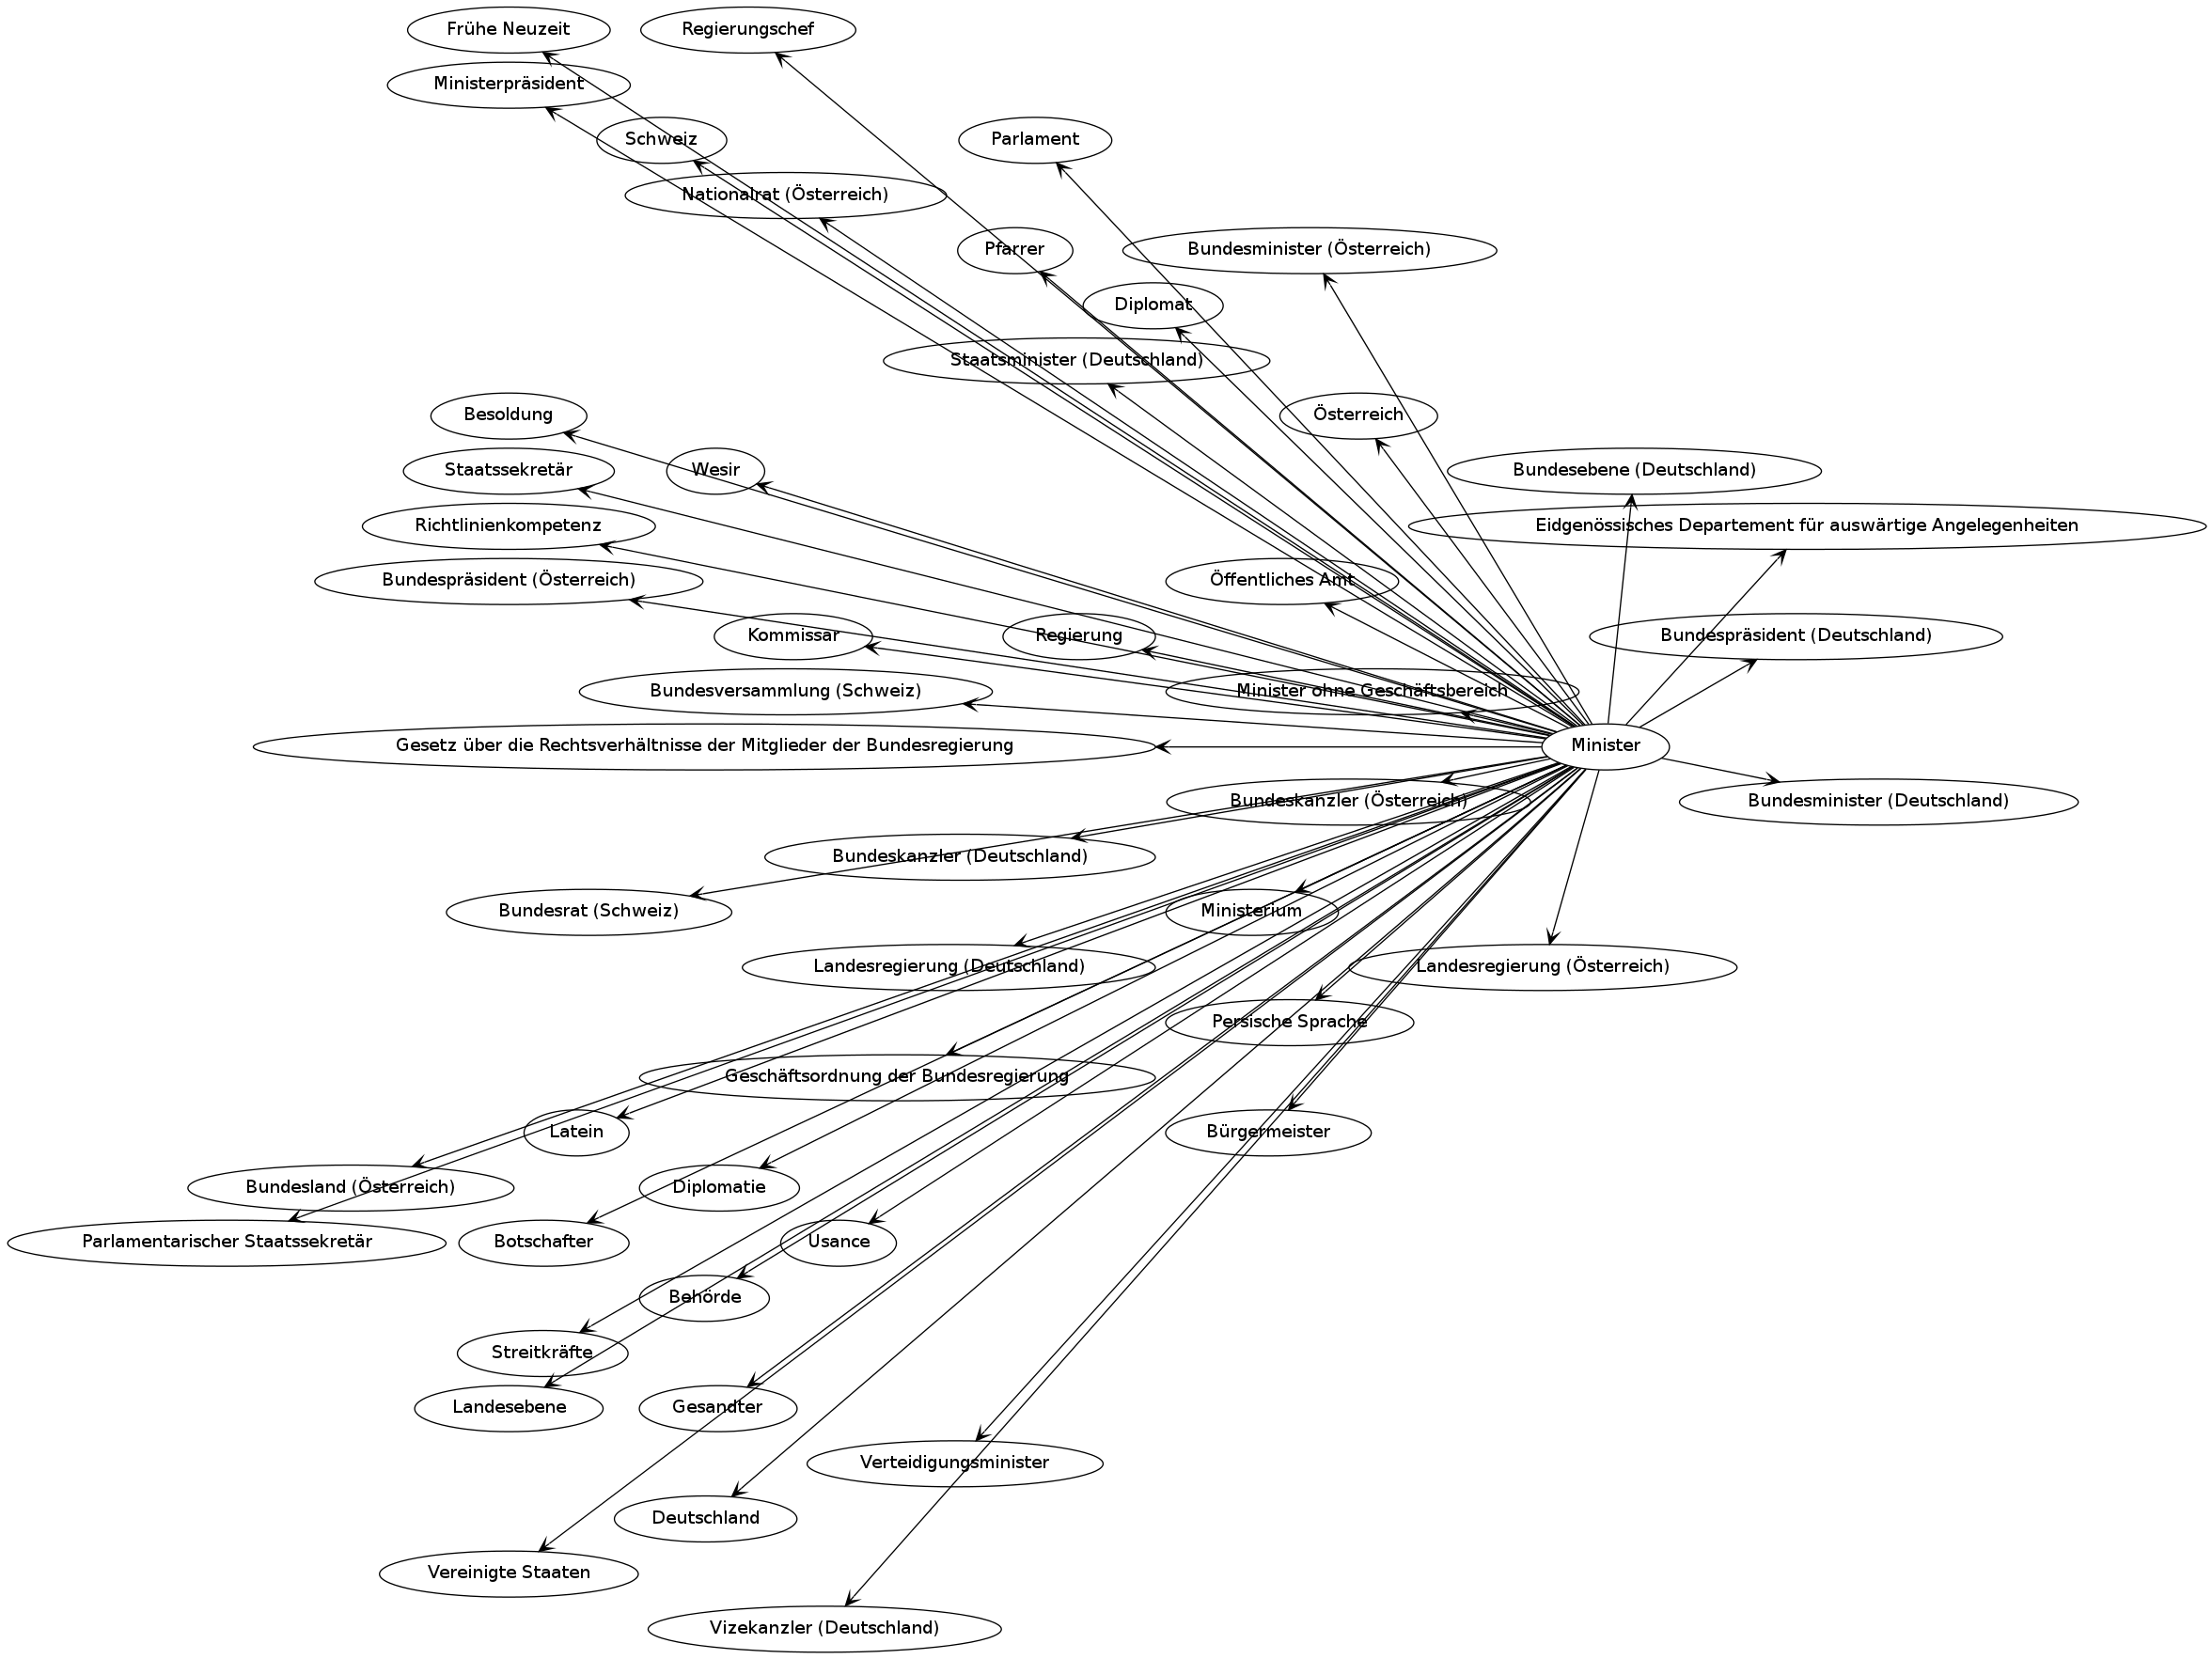 Frühe Neuzeit
Regierungschef
Ministerpräsident
Schweiz
Parlament
Nationalrat (Österreich)
Pfarrer
Bundesminister (Österreich)
Diplomat
Staatsminister (Deutschland)
Besoldung
Österreich
Staatssekretär
Wesir
Bundesebene (Deutschland)
Richtlinienkompetenz
Eidgenössisches Departement für auswärtige Angelegenheiten
Bundespräsident (Österreich)
Öffentliches Amt
Kommissar
Regierung
Bundespräsident (Deutschland)
Bundesversammlung (Schweiz)
Minister ohne Geschäftsbereich
Gesetz über die Rechtsverhältnisse der Mitglieder der Bundesregierung
Minister
Bundeskanzler (Österreich)
Bundesminister (Deutschland)
Bundeskanzler (Deutschland)
Bundesrat (Schweiz)
Ministerium
Landesregierung (Deutschland)
Landesregierung (Österreich)
Persische Sprache
Geschäftsordnung der Bundesregierung
Latein
Bürgermeister
Bundesland (Österreich)
Diplomatie
Parlamentarischer Staatssekretär
Botschafter
Usance
Behörde
Streitkräfte
Landesebene
Gesandter
Verteidigungsminister
Deutschland
Vereinigte Staaten
Vizekanzler (Deutschland)